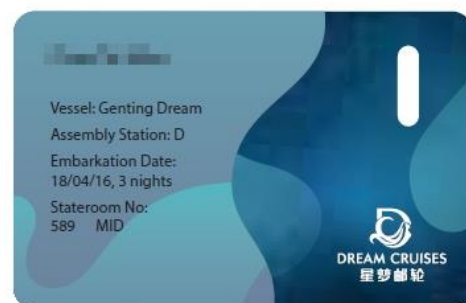 Vessel: Genting Dream
Assembly Station: D
Embarkation Date:
18/04/16, 3 nights
Stateroom No:
589 MID
DREAM CRUISES
星梦邮轮